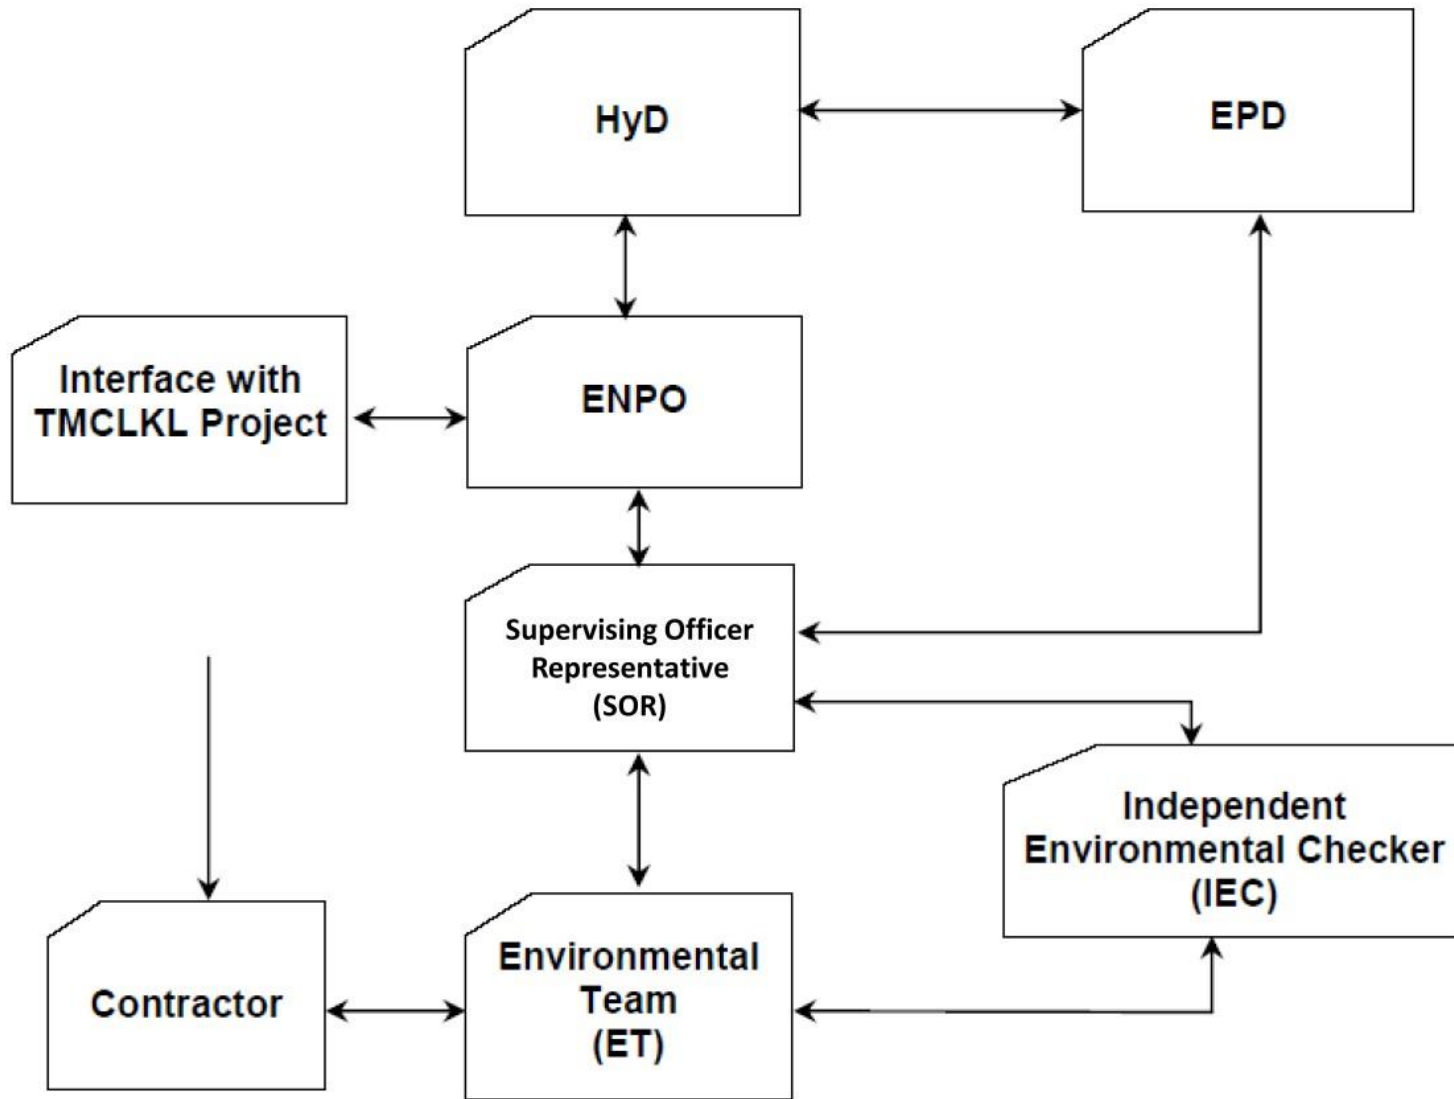 HyD
EPD
Interface with
TMCLKL Project
ENPO
Supervising Officer
Representative
(SOR)
Independent
Environmental Checker
(IEC)
Contractor
Environmental
Team
(ET)